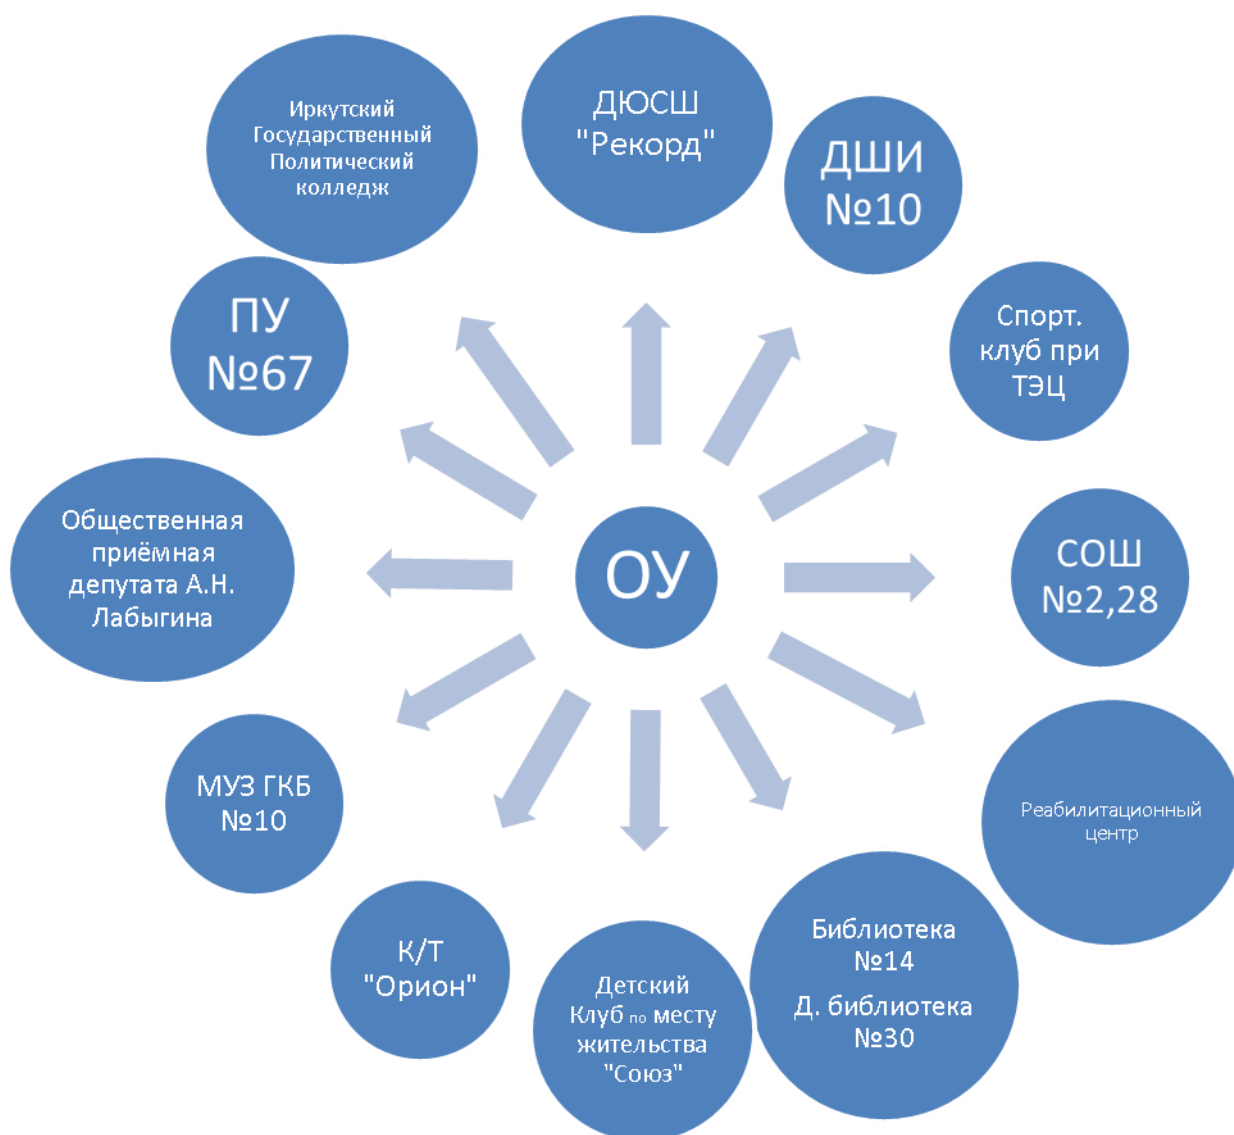 Иркутский
Государственный
Политический
колледж
ДЮСШ
"Рекорд"
ДШИ
№10
Спорт.
клуб при
ТЭЦ
ПУ
№67
Общественная
приёмная
депутата А.Н.
Лабыгина
ОУ
СОШ
№2,28
МУЗ ГКБ
№10
Реабилитационный
центр
К/Т
"Орион"
Детский
Клуб по месту
жительства
"Союз"
Библиотека
№14
Д. библиотека
№30